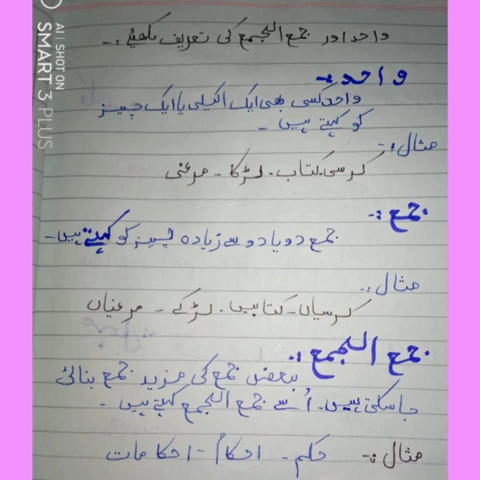 واحد اور جمع الجمع کی تعریف لکھئیے :۔
واحد :۔
واحد کسی بھی ایک اکیلی یا ایک چیز
کو کہتے ہیں ۔
مثال :۔
کرسی ۔ کتاب ۔ لڑکا ۔ مرغی
جمع :۔
جمع دو یا دو سے زیادہ چیز کو کہتے ہیں ۔
مثال :۔
کرسیاں ۔ کتابیں ۔ لڑکے ۔ مرغیاں
جمع الجمع :۔
بعض جمع کی مزید جمع بنائی
جا سکتی ہیں ۔ اُسے جمع الجمع کہتے ہیں ۔
مثال :۔ حکم ۔ احکام ۔ احکامات
SMART 3 PLUS
AI | SHOT ON